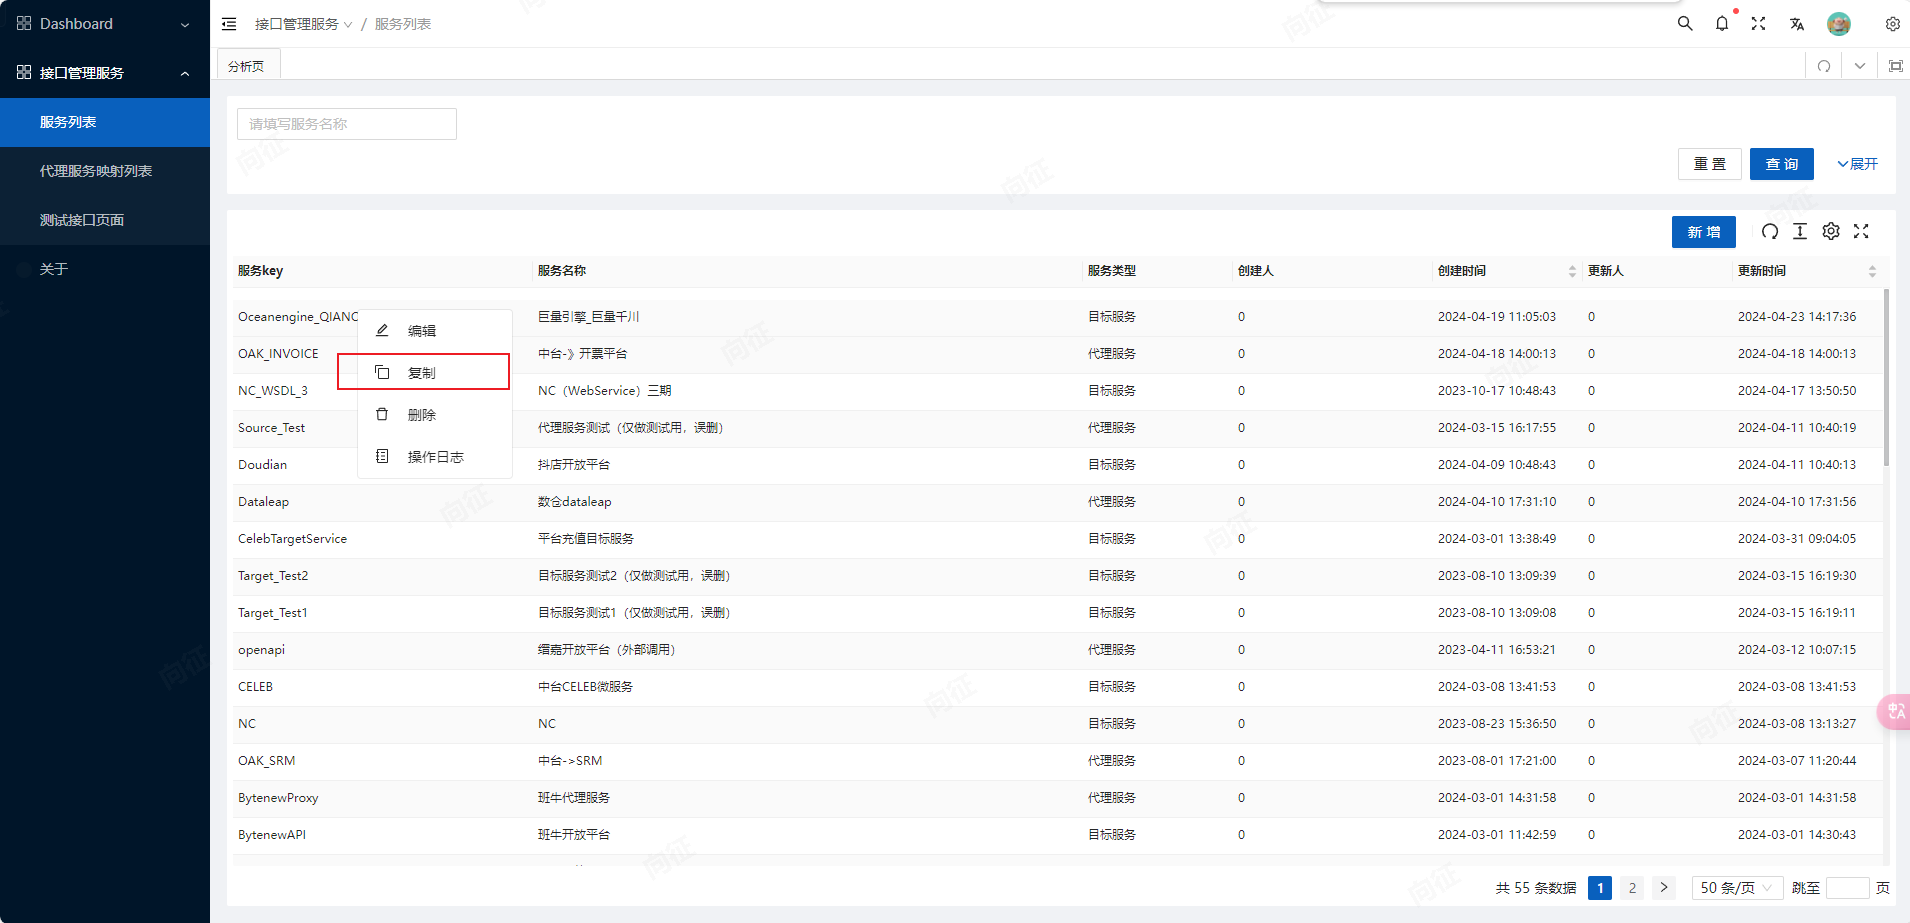 Dashboard
接口管理服务
服务列表
代理服务映射列表
测试接口页面
关于
接口管理服务 / 服务列表
分析页
请填写服务名称
重 置 查 询 展开
新 增
服务key 服务名称 服务类型 创建人 创建时间 更新人 更新时间
Oceanengine_QIANC 巨量引擎_巨量千川 目标服务 0 2024-04-19 11:05:03 0 2024-04-23 14:17:36
OAK_INVOICE 中台-》开票平台 代理服务 0 2024-04-18 14:00:13 0 2024-04-18 14:00:13
NC_WSDL_3 NC（WebService）三期 目标服务 0 2023-10-17 10:48:43 0 2024-04-17 13:50:50
Source_Test 代理服务测试（仅做测试用，误删） 代理服务 0 2024-03-15 16:17:55 0 2024-04-11 10:40:19
Doudian 抖店开放平台 目标服务 0 2024-04-09 10:48:43 0 2024-04-11 10:40:13
Dataleap 数仓dataleap 代理服务 0 2024-04-10 17:31:10 0 2024-04-10 17:31:56
CelebTargetService 平台充值目标服务 目标服务 0 2024-03-01 13:38:49 0 2024-03-31 09:04:05
Target_Test2 目标服务测试2（仅做测试用，误删） 目标服务 0 2023-08-10 13:09:39 0 2024-03-15 16:19:30
Target_Test1 目标服务测试1（仅做测试用，误删） 目标服务 0 2023-08-10 13:09:08 0 2024-03-15 16:19:11
openapi 缙嘉开放平台（外部调用） 代理服务 0 2023-04-11 16:53:21 0 2024-03-12 10:07:15
CELEB 中台CELEB微服务 目标服务 0 2024-03-08 13:41:53 0 2024-03-08 13:41:53
NC NC 目标服务 0 2023-08-23 15:36:50 0 2024-03-08 13:13:27
OAK_SRM 中台->SRM 代理服务 0 2023-08-01 17:21:00 0 2024-03-07 11:20:44
BytenewProxy 班牛代理服务 代理服务 0 2024-03-01 14:31:58 0 2024-03-01 14:31:58
BytenewAPI 班牛开放平台 目标服务 0 2024-03-01 11:42:59 0 2024-03-01 14:30:43
编辑
复制
删除
操作日志
共 55 条数据 1 2 > 50 条/页 跳至 页
向征